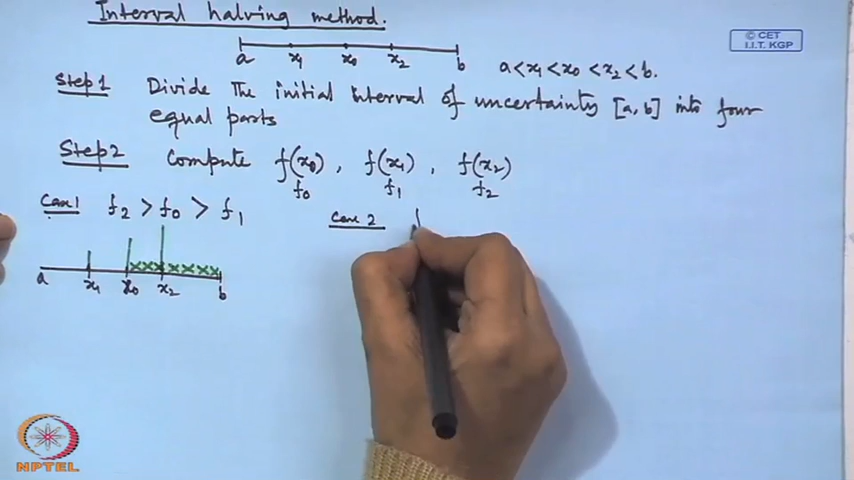 Interval halving method.
© CET
I.I.T. KGP
a x₁ x₀ x₂ b
a < x₁ < x₀ < x₂ < b.
Step 1 Divide The initial interval of uncertainty [a, b] into four
equal parts
Step 2 Compute f(x₀) , f(x₁) , f(x₂)
f₀ f₁ f₂
Case 1 f₂ > f₀ > f₁
Case 2
a x₁ x₀ x₂ b
NPTEL